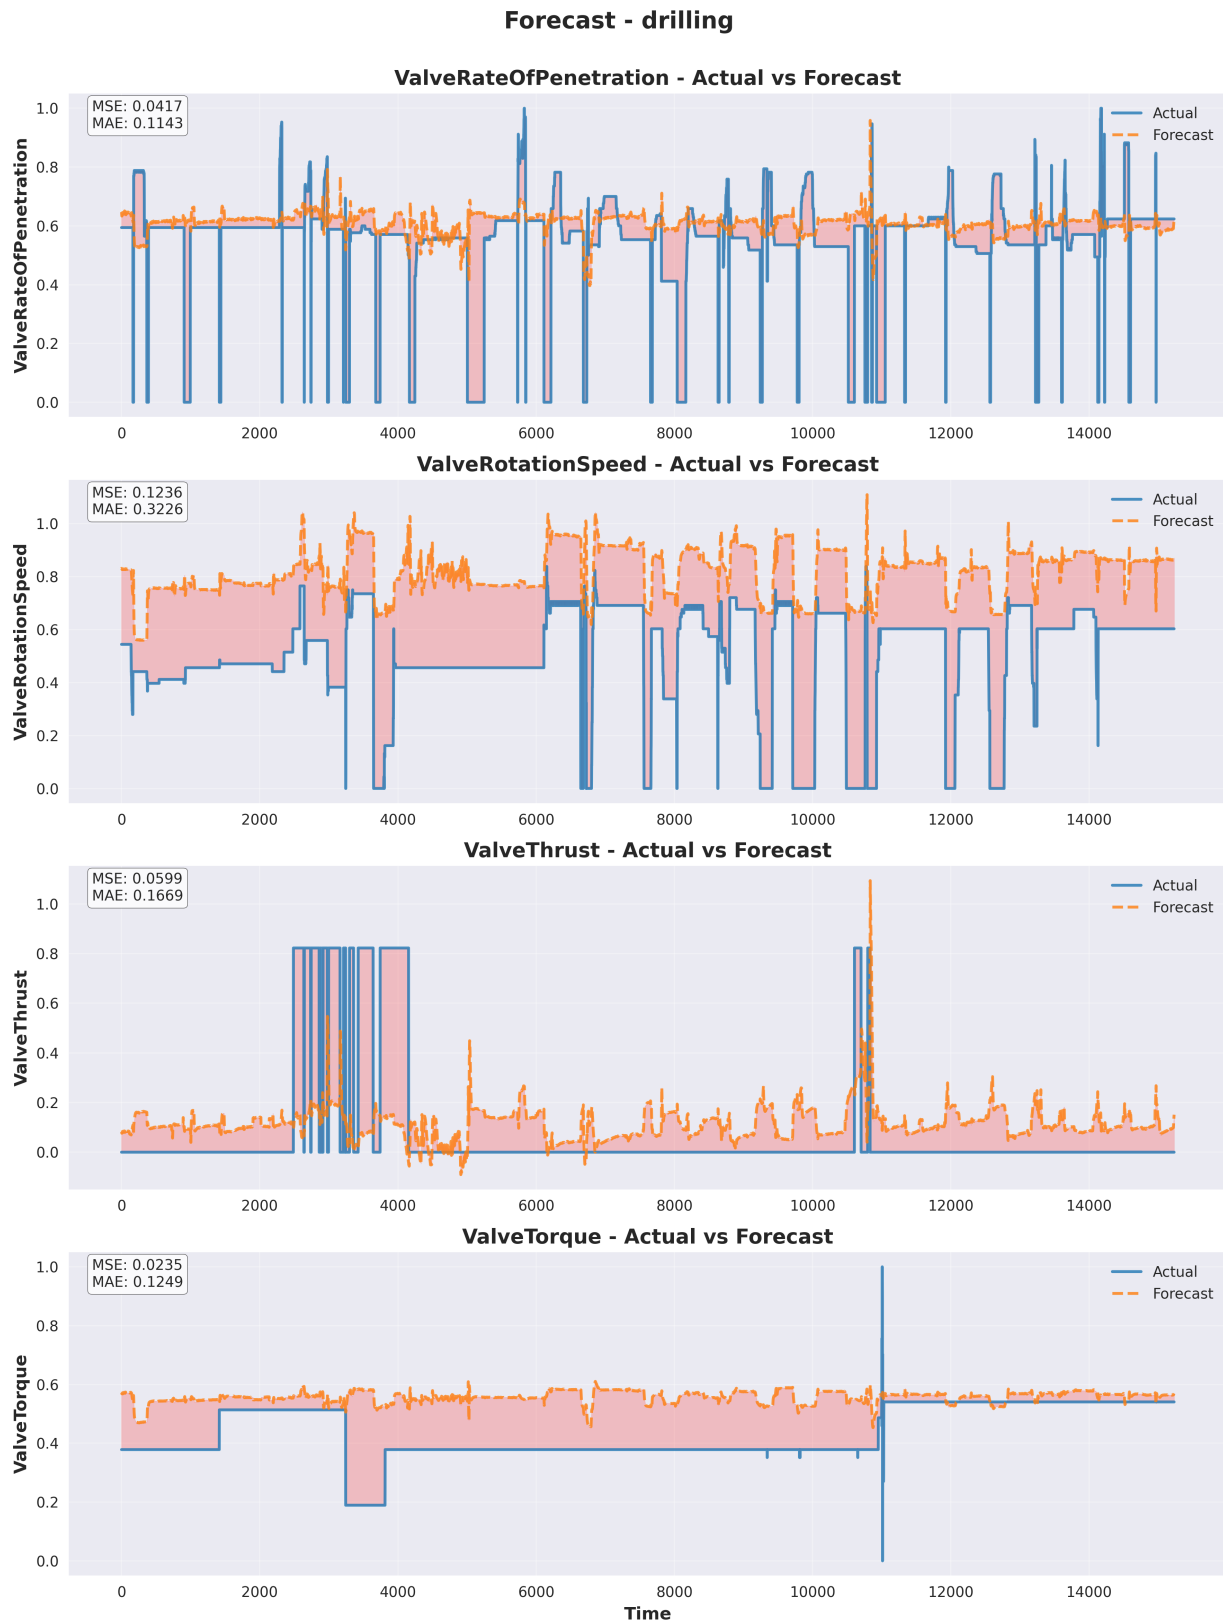 Forecast - drilling
ValveRateOfPenetration - Actual vs Forecast
MSE: 0.0417
MAE: 0.1143
Actual
Forecast
ValveRateOfPenetration
1.0
0.8
0.6
0.4
0.2
0.0
0 2000 4000 6000 8000 10000 12000 14000
ValveRotationSpeed - Actual vs Forecast
MSE: 0.1236
MAE: 0.3226
Actual
Forecast
ValveRotationSpeed
1.0
0.8
0.6
0.4
0.2
0.0
0 2000 4000 6000 8000 10000 12000 14000
ValveThrust - Actual vs Forecast
MSE: 0.0599
MAE: 0.1669
Actual
Forecast
ValveThrust
1.0
0.8
0.6
0.4
0.2
0.0
0 2000 4000 6000 8000 10000 12000 14000
ValveTorque - Actual vs Forecast
MSE: 0.0235
MAE: 0.1249
Actual
Forecast
ValveTorque
1.0
0.8
0.6
0.4
0.2
0.0
0 2000 4000 6000 8000 10000 12000 14000
Time